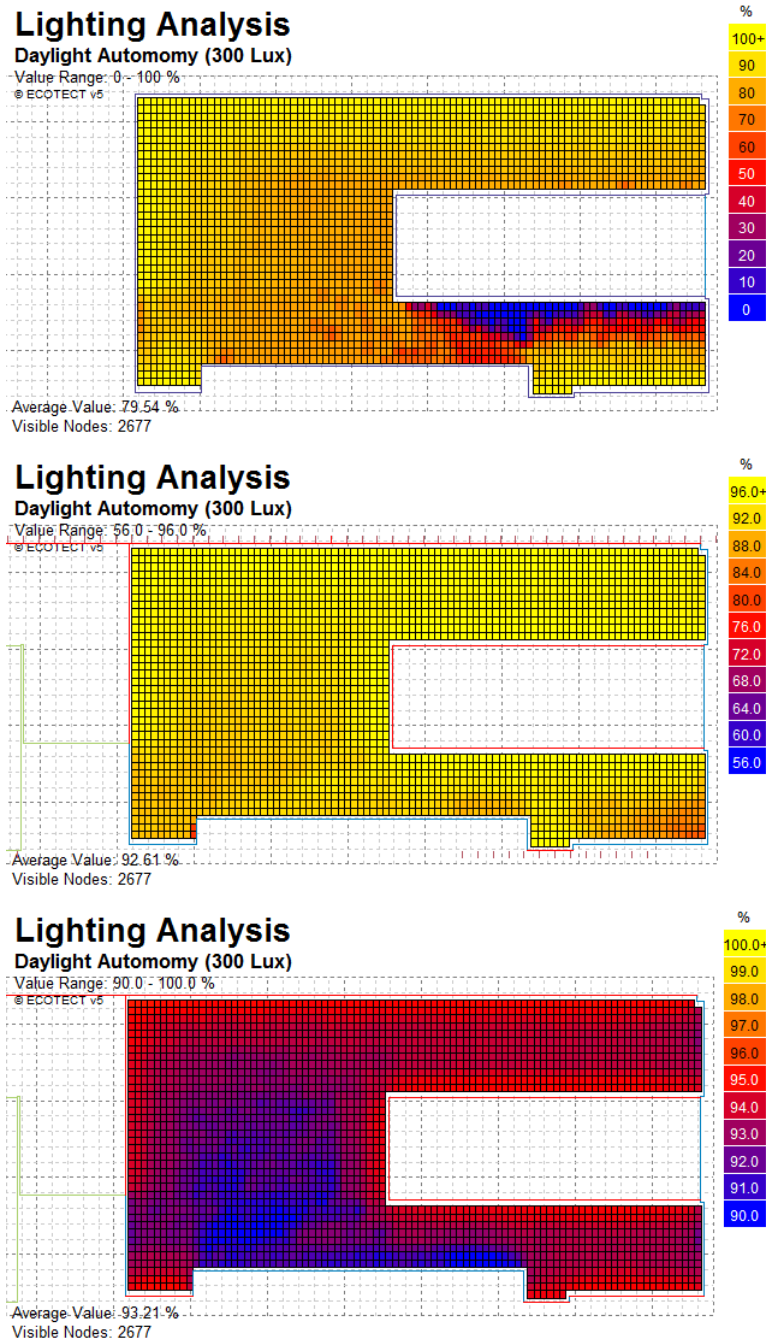 Lighting Analysis
Daylight Automomy (300 Lux)
Value Range: 0 - 100 %
© ECOTECT v5
%
100+
90
80
70
60
50
40
30
20
10
0
Average Value: 79.54 %
Visible Nodes: 2677
Lighting Analysis
Daylight Automomy (300 Lux)
Value Range: 56.0 - 96.0 %
© ECOTECT v5
%
96.0+
92.0
88.0
84.0
80.0
76.0
72.0
68.0
64.0
60.0
56.0
Average Value: 92.61 %
Visible Nodes: 2677
Lighting Analysis
Daylight Automomy (300 Lux)
Value Range: 90.0 - 100.0 %
© ECOTECT v5
%
100.0+
99.0
98.0
97.0
96.0
95.0
94.0
93.0
92.0
91.0
90.0
Average Value: 93.21 %
Visible Nodes: 2677